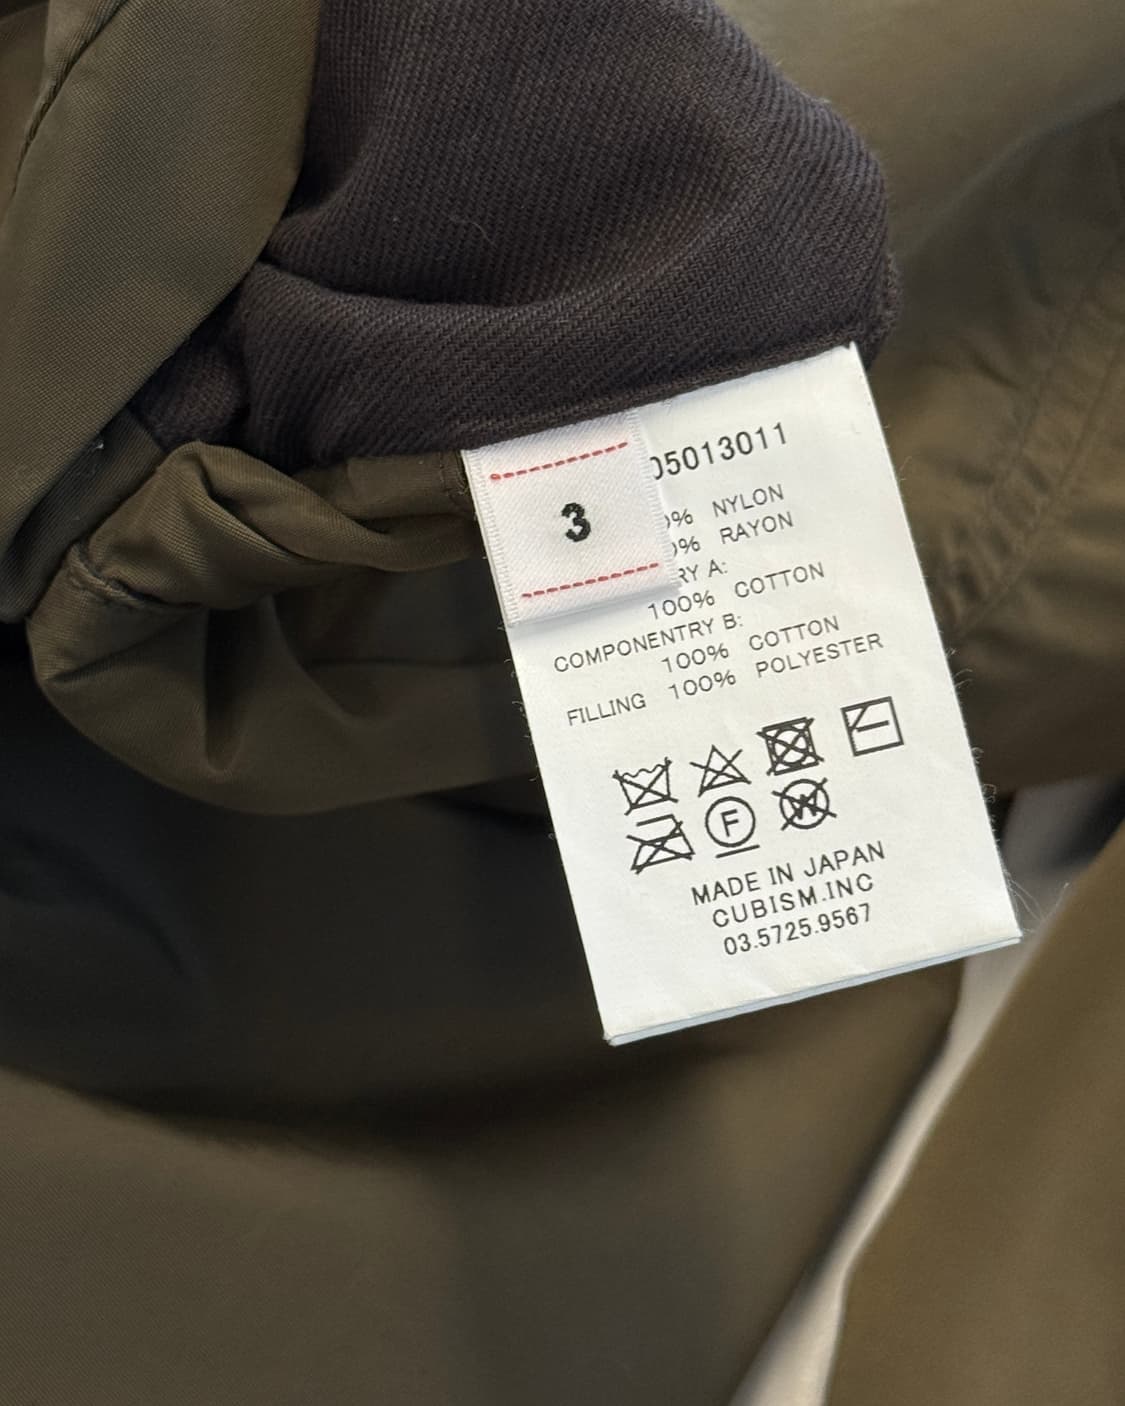 3
05013011
% NYLON
% RAYON
A:
100% COTTON
COMPONENTRY B:
100% COTTON
FILLING 100% POLYESTER
F
W
MADE IN JAPAN
CUBISM.INC
03.5725.9567